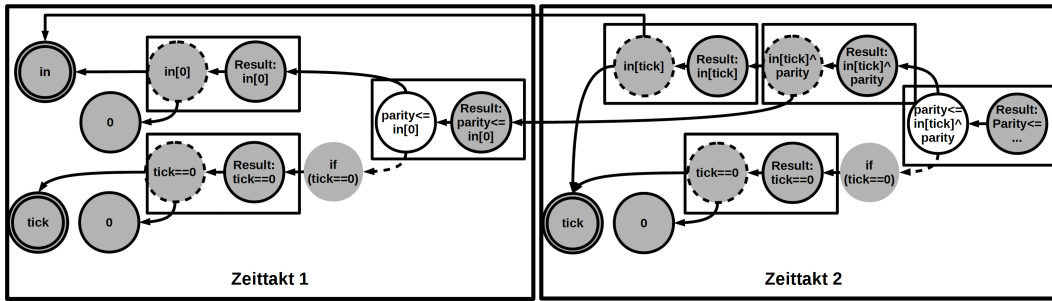 in
in[0]
Result:
in[0]
0
parity<=
in[0]
Result:
parity<=
in[0]
tick==0
Result:
tick==0
if
(tick==0)
tick
0
Zeittakt 1
in[tick]
Result:
in[tick]
in[tick]^
parity
Result:
in[tick]^
parity
parity<=
in[tick]^
parity
Result:
Parity<=
...
tick==0
Result:
tick==0
if
(tick==0)
tick
0
Zeittakt 2